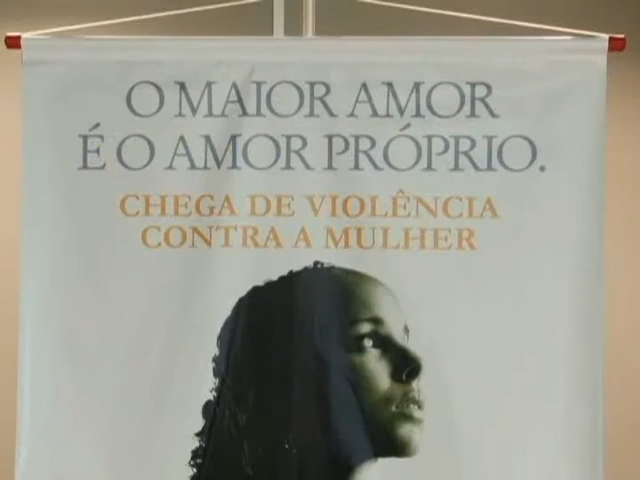 O MAIOR AMOR
É O AMOR PRÓPRIO.
CHEGA DE VIOLÊNCIA
CONTRA A MULHER